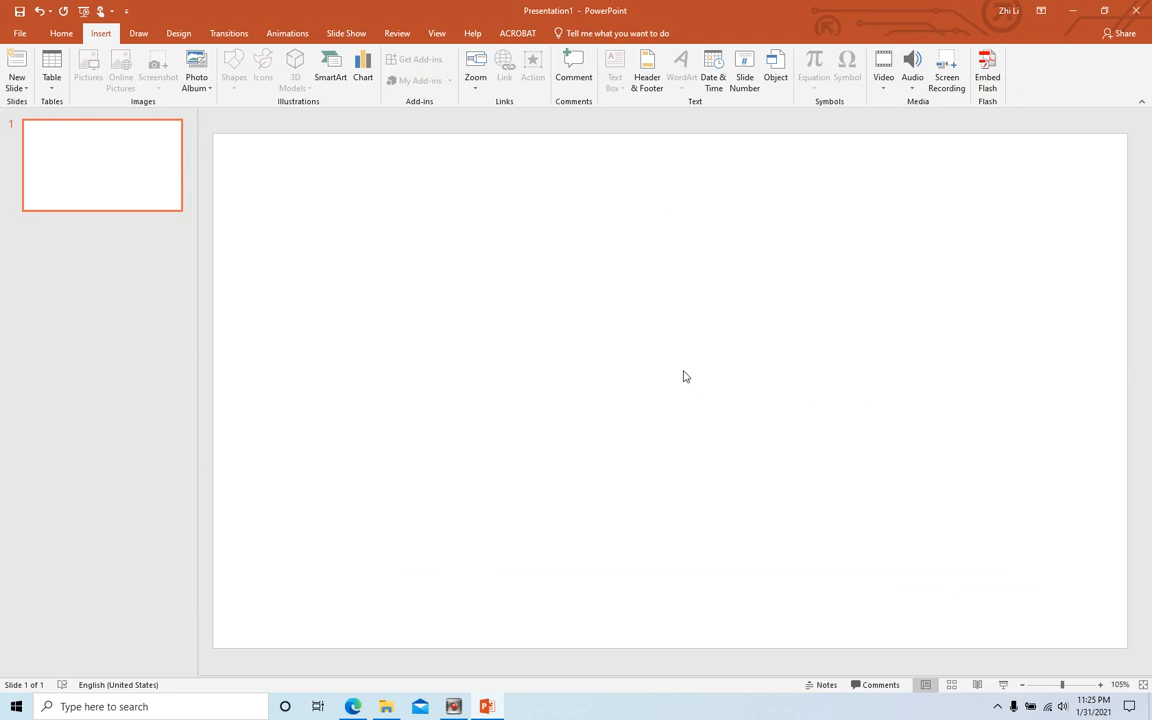 Presentation1 - PowerPoint
Zhi Li
File Home Insert Draw Design Transitions Animations Slide Show Review View Help ACROBAT Tell me what you want to do Share
New Slide
Table
Pictures
Online Pictures
Screenshot
Photo Album
Shapes
Icons
3D Models
SmartArt
Chart
Get Add-ins
My Add-ins
Zoom
Link
Action
Comment
Text Box
Header & Footer
WordArt
Date & Time
Slide Number
Object
Equation
Symbol
Video
Audio
Screen Recording
Embed Flash
Slides Tables Images Illustrations Add-ins Links Comments Text Symbols Media Flash
1
Slide 1 of 1 English (United States) Notes Comments 105%
Type here to search
11:25 PM
1/31/2021